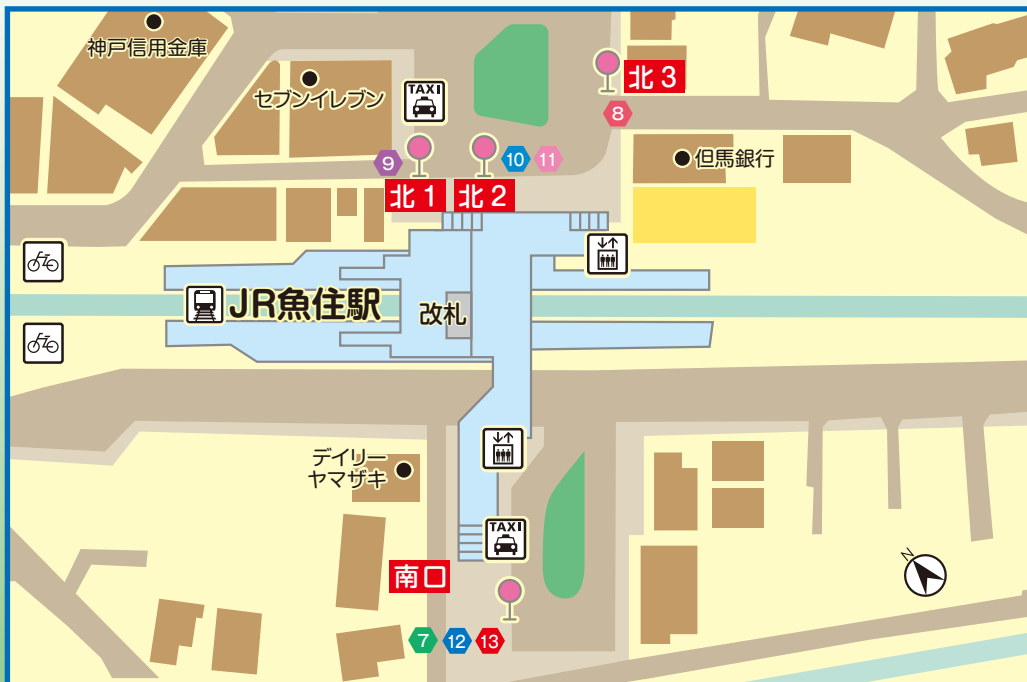 神戸信用金庫
セブンイレブン
TAXI
北3
8
9
10
11
北1
北2
但馬銀行
JR魚住駅
改札
デイリー
ヤマザキ
TAXI
南口
N
7
12
13